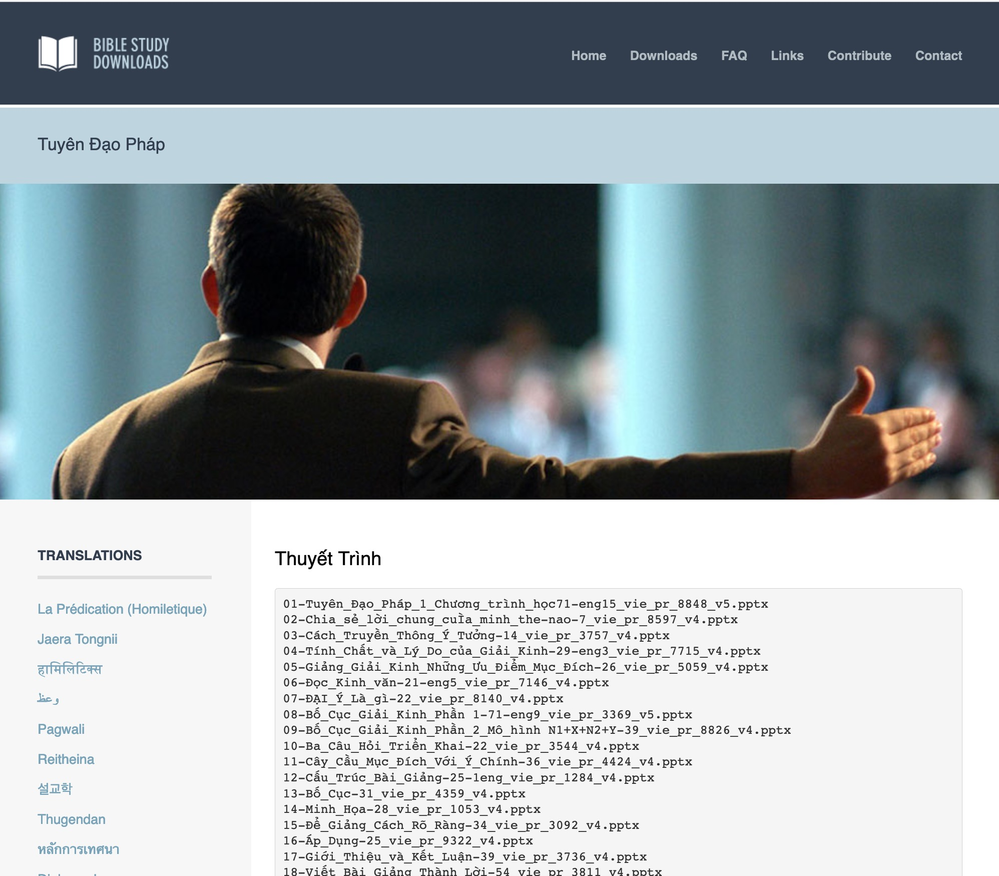 BIBLE STUDY
DOWNLOADS
Home Downloads FAQ Links Contribute Contact
Tuyên Đạo Pháp
TRANSLATIONS
La Prédication (Homiletique)
Jaera Tongnii
हामिलिटिक्स
وعظ
Pagwali
Reitheina
설교학
Thugendan
หลักการเทศนา
Thuyết Trình
01-Tuyên_Đạo_Pháp_1_Chương_trình_học71-eng15_vie_pr_8848_v5.pptx
02-Chia_sẻ_lời_chung_cuÌa_minh_the-nao-7_vie_pr_8597_v4.pptx
03-Cách_Truyền_Thông_Ý_Tưởng-14_vie_pr_3757_v4.pptx
04-Tính_Chất_và_Lý_Do_của_Giải_Kinh-29-eng3_vie_pr_7715_v4.pptx
05-Giảng_Giải_Kinh_Những_Ưu_Điểm_Mục_Đích-26_vie_pr_5059_v4.pptx
06-Đọc_Kinh_văn-21-eng5_vie_pr_7146_v4.pptx
07-ĐẠI_Ý_Là_gì-22_vie_pr_8140_v4.pptx
08-Bố_Cục_Giải_Kinh_Phần 1-71-eng9_vie_pr_3369_v5.pptx
09-Bố_Cục_Giải_Kinh_Phần_2_Mô_hình N1+X+N2+Y-39_vie_pr_8826_v4.pptx
10-Ba_Câu_Hỏi_Triển_Khai-22_vie_pr_3544_v4.pptx
11-Cây_Cầu_Mục_Đích_Với_Ý_Chính-36_vie_pr_4424_v4.pptx
12-Cấu_Trúc_Bài_Giảng-25-1eng_vie_pr_1284_v4.pptx
13-Bố_Cục-31_vie_pr_4359_v4.pptx
14-Minh_Họa-28_vie_pr_1053_v4.pptx
15-Để_Giảng_Cách_Rõ_Ràng-34_vie_pr_3092_v4.pptx
16-Áp_Dụng-25_vie_pr_9322_v4.pptx
17-Giới_Thiệu_và_Kết_Luận-39_vie_pr_3736_v4.pptx
18-Viết_Bài_Giảng_Thành_Lời-54_vie_pr_3811_v4.pptx